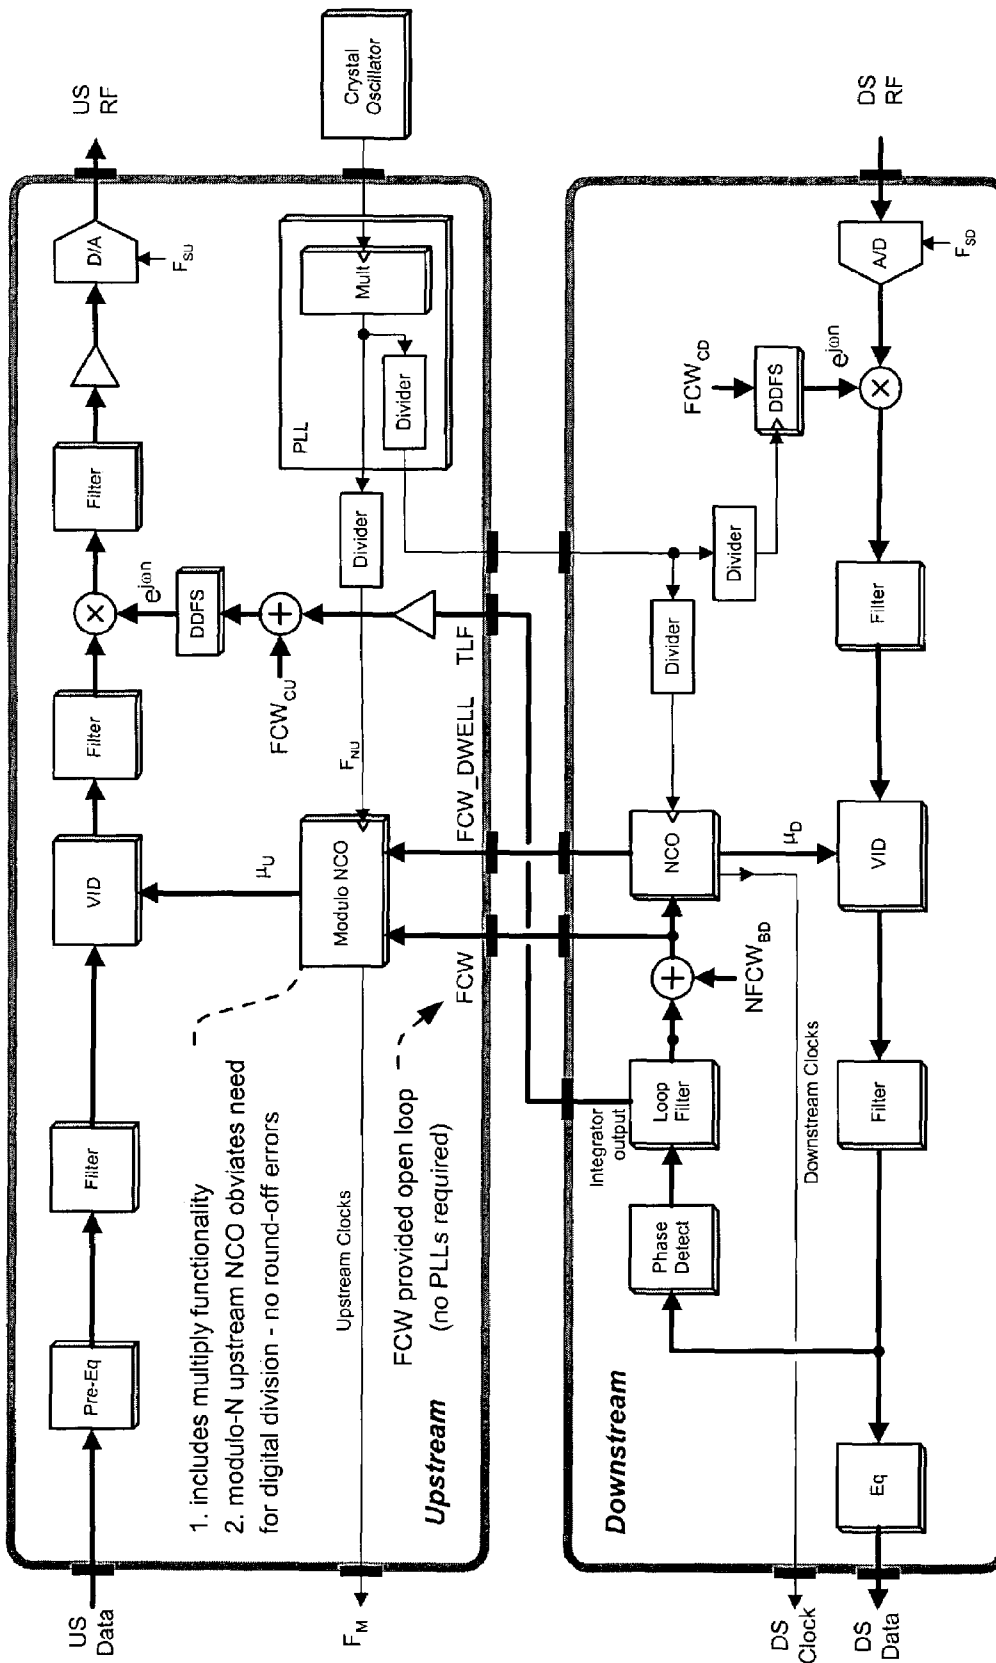 US
Data
Pre-Eq
Filter
VID
Filter
Filter
D/A
US
RF
F_SU
μ_U
e^jωn
DDFS
FCW_CU
1. includes multiply functionality
2. modulo-N upstream NCO obviates need
for digital division - no round-off errors
Modulo NCO
F_NU
Divider
PLL
Mult
Divider
Crystal
Oscillator
Upstream Clocks
F_M
FCW provided open loop
(no PLLs required)
Upstream
FCW
FCW_DWELL
TLF
Downstream
Integrator
output
Phase
Detect
Loop
Filter
NCO
Divider
Divider
NFCW_BD
μ_D
FCW_CD
DDFS
e^jωn
Downstream Clocks
DS
Clock
Eq
Filter
VID
Filter
A/D
F_SD
DS
RF
DS
Data